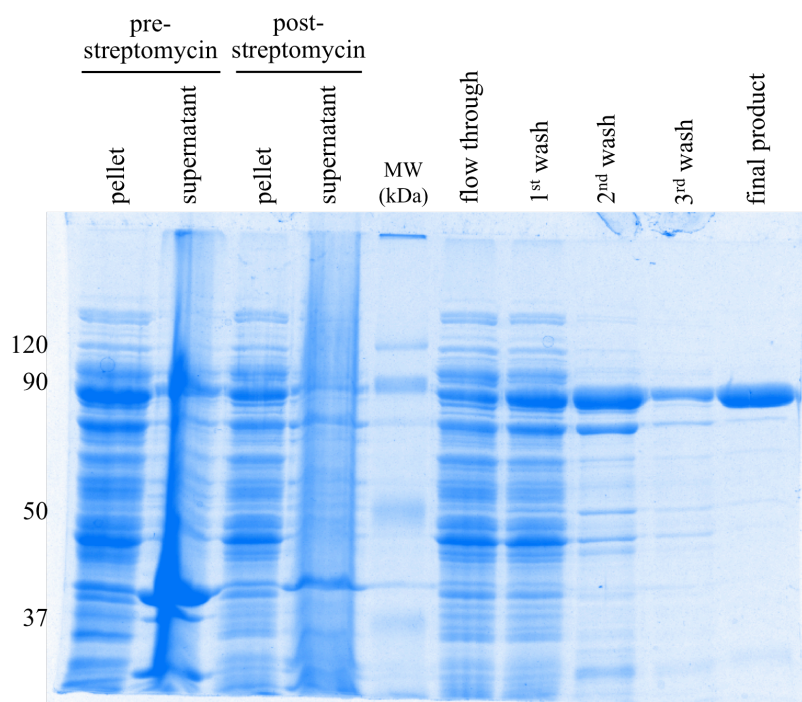 pre-
streptomycin
post-
streptomycin
pellet
supernatant
pellet
supernatant
MW
(kDa)
flow through
1st wash
2nd wash
3rd wash
final product
120
90
50
37